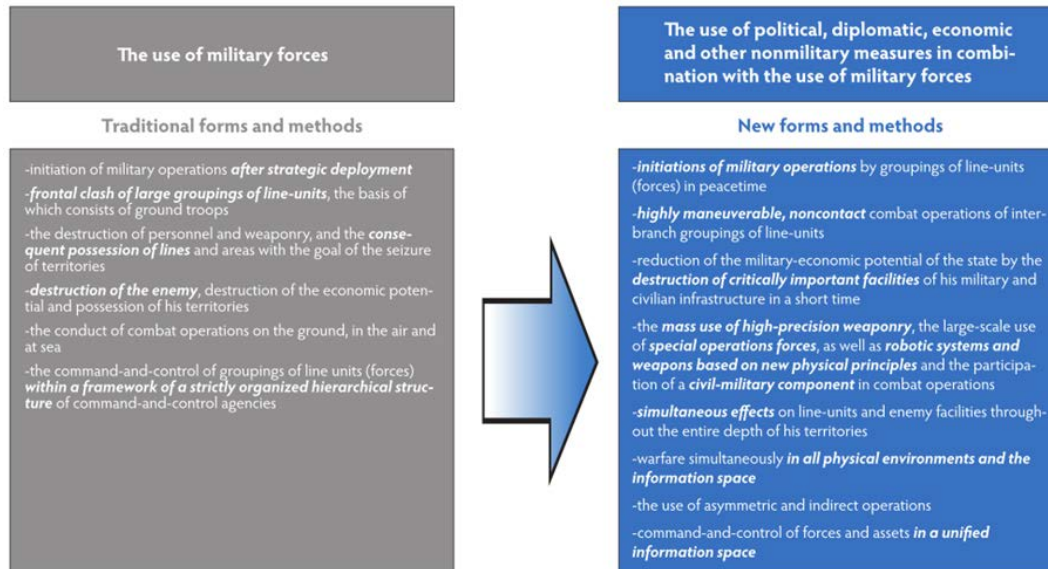 The use of military forces
Traditional forms and methods
-initiation of military operations after strategic deployment
-frontal clash of large groupings of line-units, the basis of
which consists of ground troops
-the destruction of personnel and weaponry, and the conse-
quent possession of lines and areas with the goal of the seizure
of territories
-destruction of the enemy, destruction of the economic poten-
tial and possession of his territories
-the conduct of combat operations on the ground, in the air and
at sea
-the command-and-control of groupings of line units (forces)
within a framework of a strictly organized hierarchical struc-
ture of command-and-control agencies
The use of political, diplomatic, economic
and other nonmilitary measures in combi-
nation with the use of military forces
New forms and methods
-initiations of military operations by groupings of line-units
(forces) in peacetime
-highly maneuverable, noncontact combat operations of inter-
branch groupings of line-units
-reduction of the military-economic potential of the state by the
destruction of critically important facilities of his military and
civilian infrastructure in a short time
-the mass use of high-precision weaponry, the large-scale use
of special operations forces, as well as robotic systems and
weapons based on new physical principles and the participa-
tion of a civil-military component in combat operations
-simultaneous effects on line-units and enemy facilities through-
out the entire depth of his territories
-warfare simultaneously in all physical environments and the
information space
-the use of asymmetric and indirect operations
-command-and-control of forces and assets in a unified
information space